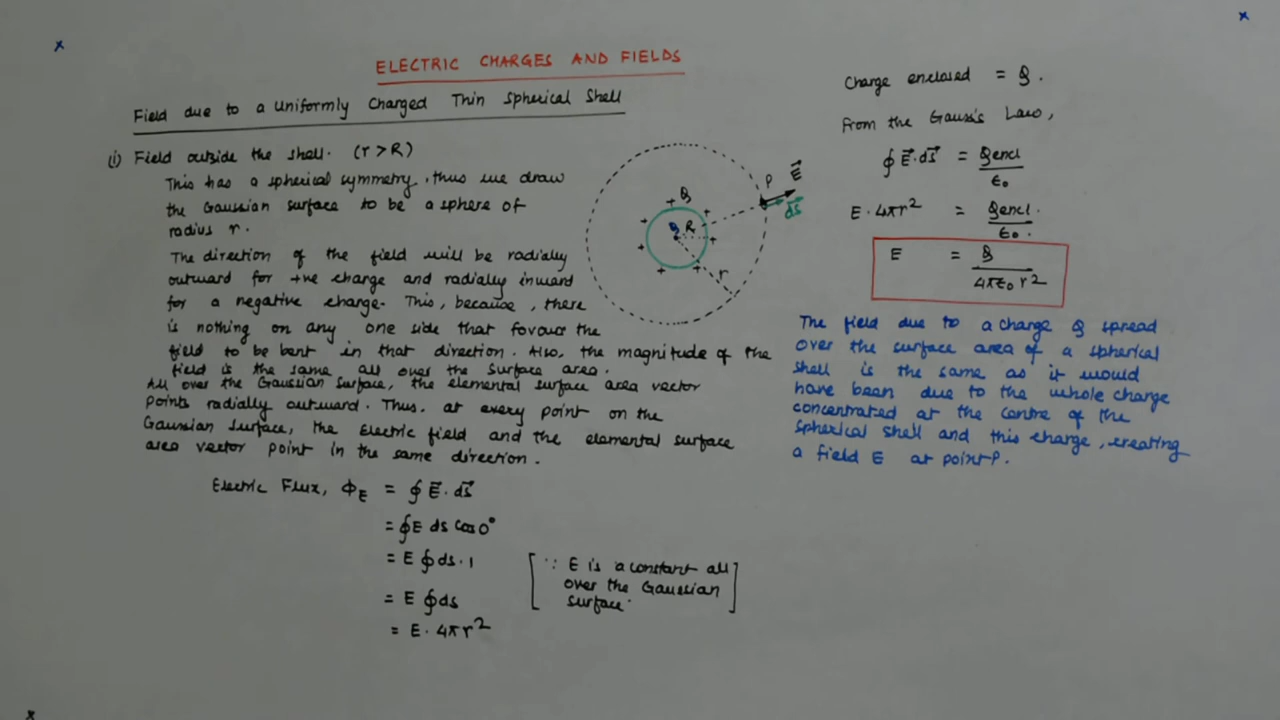 ELECTRIC CHARGES AND FIELDS
Field due to a Uniformly Charged Thin Spherical Shell
(i) Field outside the shell. (r > R)
This has a spherical symmetry, thus we draw
the Gaussian surface to be a sphere of
radius r.
The direction of the field will be radially
outward for +ve charge and radially inward
for a negative charge. This, because, there
is nothing on any one side that favours the
field to be bent in that direction. Also, the magnitude of the
field is the same all over the surface area.
All over the Gaussian surface, the elemental surface area vector
points radially outward. Thus, at every point on the
Gaussian surface, the Electric field and the elemental surface
area vector point in the same direction.
Electric Flux, ΦE = ∮ E⃗. ds⃗
= ∮E ds cos 0°
= E ∮ds. 1
[∵ E is a constant all
over the Gaussian
surface.]
= E ∮ds
= E. 4πr²
+ Q
+ + + + + + +
Q R
r
P E⃗
ds⃗
Charge enclosed = Q.
From the Gauss's Law,
∮ E⃗.ds⃗ = Qencl / ε₀
E. 4πr² = Qencl. / ε₀.
E = Q / 4πε₀ r²
The field due to a charge Q spread
over the surface area of a spherical
shell is the same as it would
have been due to the whole charge
concentrated at the centre of the
spherical shell and this charge, creating
a field E at point P.